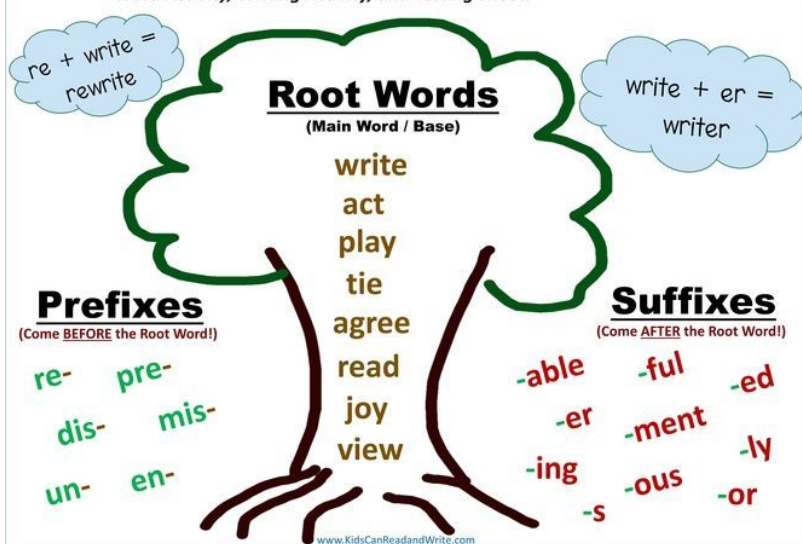 re + write =
rewrite
write + er =
writer
Root Words
(Main Word / Base)
write
act
play
tie
agree
read
joy
view
Prefixes
(Come BEFORE the Root Word!)
re- pre-
dis- mis-
un- en-
Suffixes
(Come AFTER the Root Word!)
-able -ful -ed
-er -ment
-ing -ous -ly
-s -or
www.KidsCanReadandWrite.com